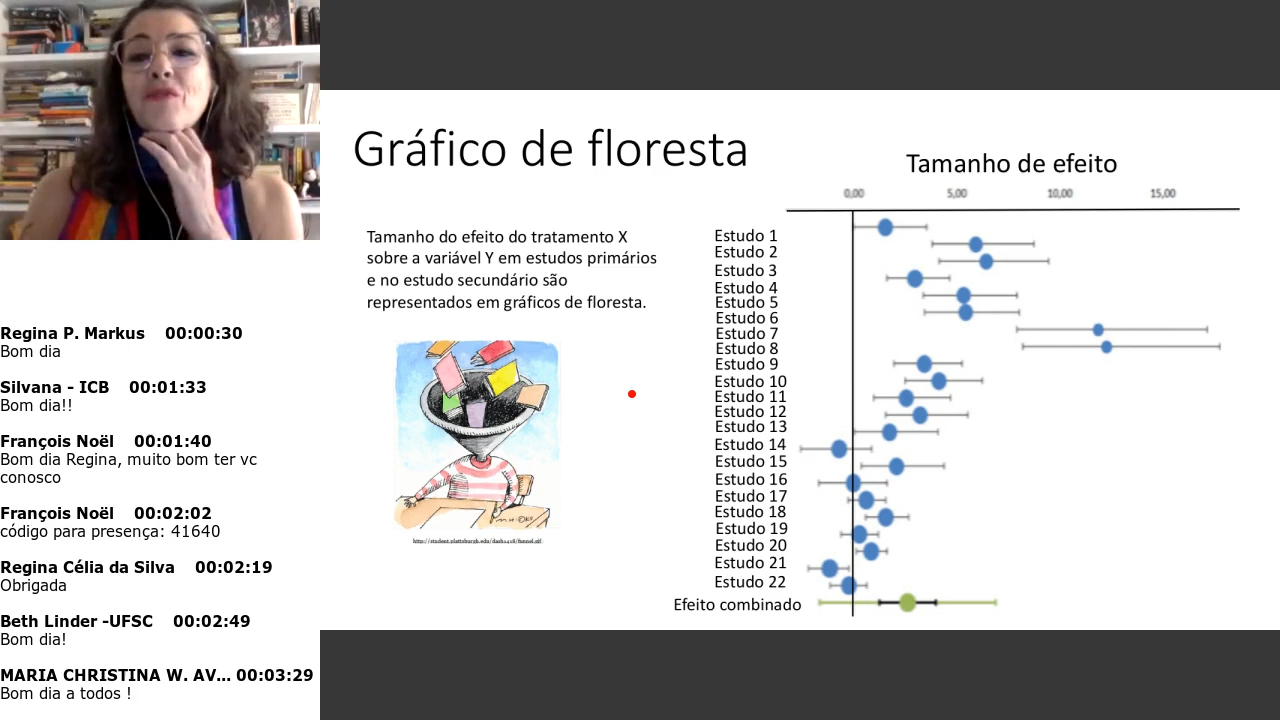 Gráfico de floresta
Tamanho de efeito
0,00 5,00 10,00 15,00
Tamanho do efeito do tratamento X
sobre a variável Y em estudos primários
e no estudo secundário são
representados em gráficos de floresta.
Estudo 1
Estudo 2
Estudo 3
Estudo 4
Estudo 5
Estudo 6
Estudo 7
Estudo 8
Estudo 9
Estudo 10
Estudo 11
Estudo 12
Estudo 13
Estudo 14
Estudo 15
Estudo 16
Estudo 17
Estudo 18
Estudo 19
Estudo 20
Estudo 21
Estudo 22
Efeito combinado
Regina P. Markus 00:00:30
Bom dia
Silvana - ICB 00:01:33
Bom dia!!
François Noël 00:01:40
Bom dia Regina, muito bom ter vc
conosco
François Noël 00:02:02
código para presença: 41640
Regina Célia da Silva 00:02:19
Obrigada
Beth Linder -UFSC 00:02:49
Bom dia!
MARIA CHRISTINA W. AV... 00:03:29
Bom dia a todos !